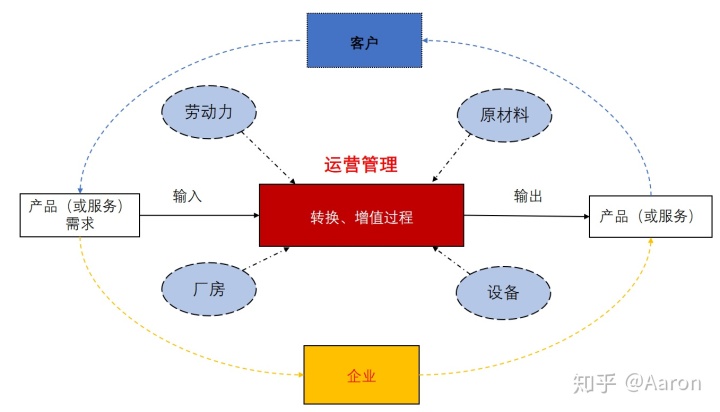 客户
劳动力
原材料
运营管理
产品（或服务）
需求
输入
转换、增值过程
输出
产品（或服务）
厂房
设备
企业
知乎 @Aaron